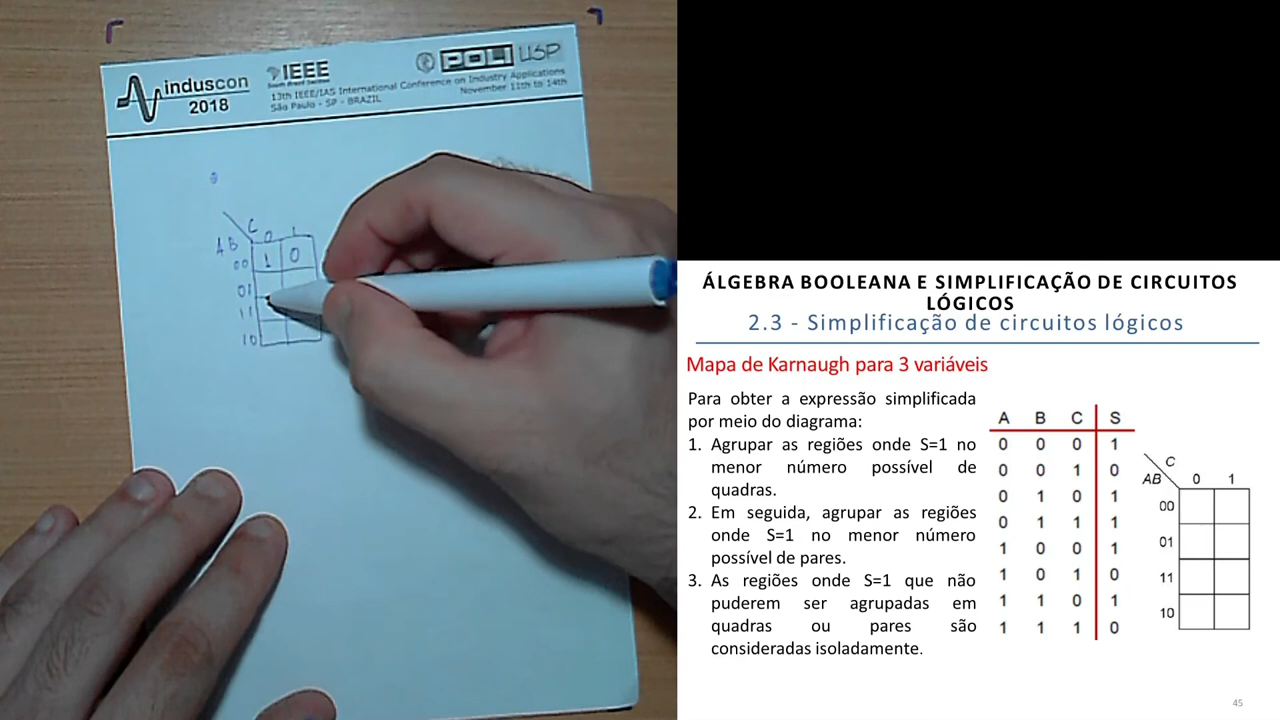 induscon
2018
IEEE
South Brazil Section
POLI USP
13th IEEE/IAS International Conference on Industry Applications
São Paulo - SP - BRAZIL
November 11th to 14th
C
0 1
A B
00 1 0
01
11
10
ÁLGEBRA BOOLEANA E SIMPLIFICAÇÃO DE CIRCUITOS
LÓGICOS
2.3 - Simplificação de circuitos lógicos
Mapa de Karnaugh para 3 variáveis
Para obter a expressão simplificada
por meio do diagrama:
1. Agrupar as regiões onde S=1 no
menor número possível de
quadras.
2. Em seguida, agrupar as regiões
onde S=1 no menor número
possível de pares.
3. As regiões onde S=1 que não
puderem ser agrupadas em
quadras ou pares são
consideradas isoladamente.
A B C S
0 0 0 1
0 0 1 0
0 1 0 1
0 1 1 1
1 0 0 1
1 0 1 0
1 1 0 1
1 1 1 0
C
AB 0 1
00
01
11
10
45